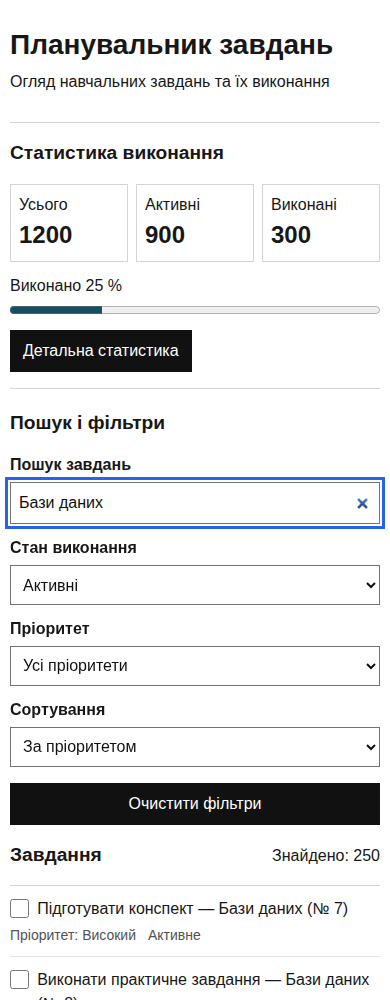 Планувальник завдань
Огляд навчальних завдань та їх виконання
Статистика виконання
Усього
1200
Активні
900
Виконані
300
Виконано 25 %
Детальна статистика
Пошук і фільтри
Пошук завдань
Бази даних
Стан виконання
Активні
Пріоритет
Усі пріоритети
Сортування
За пріоритетом
Очистити фільтри
Завдання
Знайдено: 250
Підготувати конспект — Бази даних (№ 7)
Пріоритет: Високий Активне
Виконати практичне завдання — Бази даних